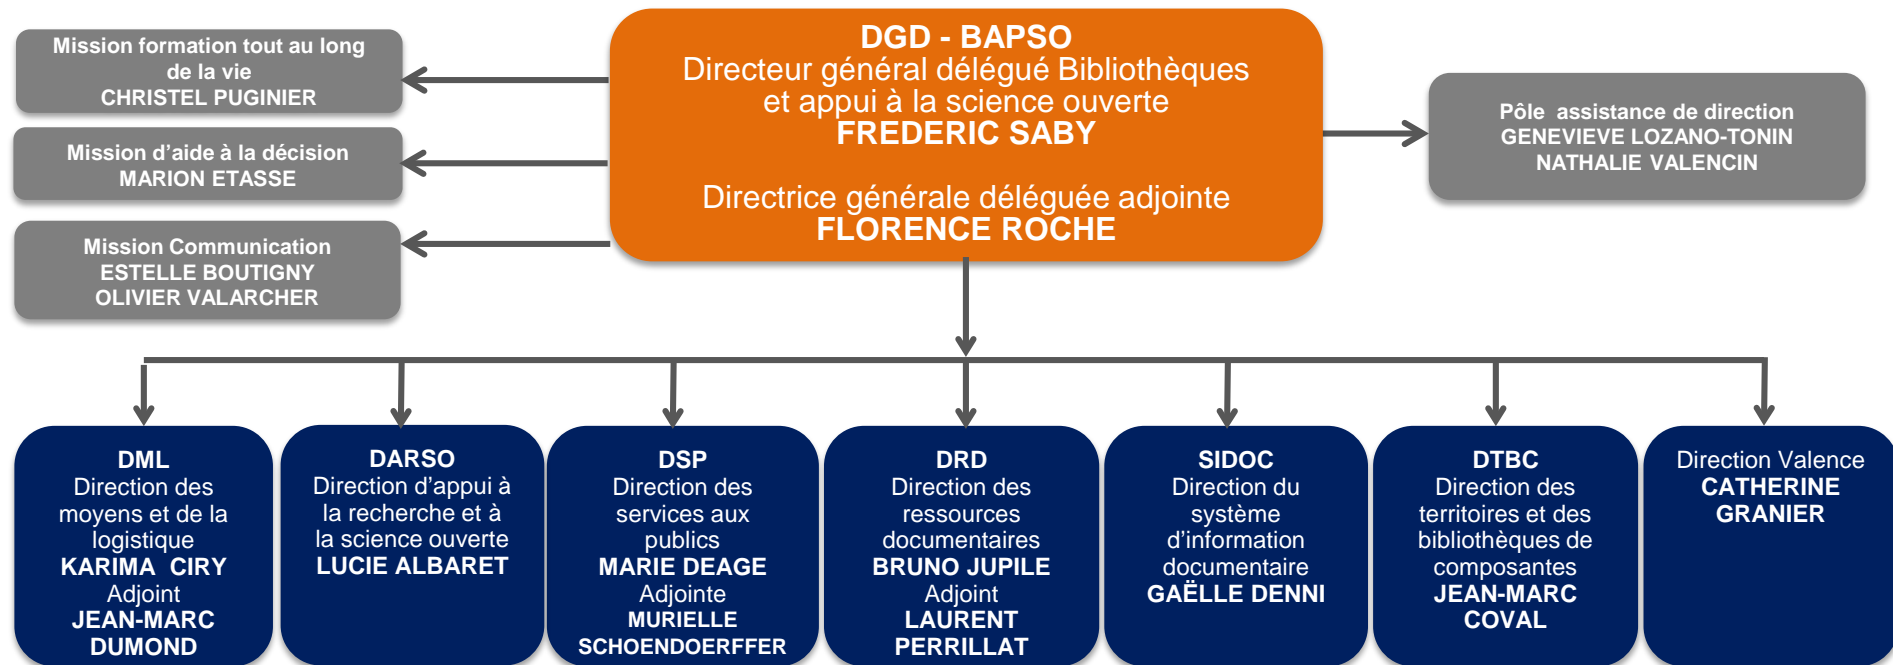 Mission formation tout au long
de la vie
CHRISTEL PUGINIER
Mission d’aide à la décision
MARION ETASSE
Mission Communication
ESTELLE BOUTIGNY
OLIVIER VALARCHER
DGD - BAPSO
Directeur général délégué Bibliothèques
et appui à la science ouverte
FREDERIC SABY
Directrice générale déléguée adjointe
FLORENCE ROCHE
Pôle assistance de direction
GENEVIEVE LOZANO-TONIN
NATHALIE VALENCIN
DML
Direction des
moyens et de la
logistique
KARIMA CIRY
Adjoint
JEAN-MARC
DUMOND
DARSO
Direction d’appui à
la recherche et à
la science ouverte
LUCIE ALBARET
DSP
Direction des
services aux
publics
MARIE DEAGE
Adjointe
MURIELLE
SCHOENDOERFFER
DRD
Direction des
ressources
documentaires
BRUNO JUPILE
Adjoint
LAURENT
PERRILLAT
SIDOC
Direction du
système
d’information
documentaire
GAËLLE DENNI
DTBC
Direction des
territoires et des
bibliothèques de
composantes
JEAN-MARC
COVAL
Direction Valence
CATHERINE
GRANIER